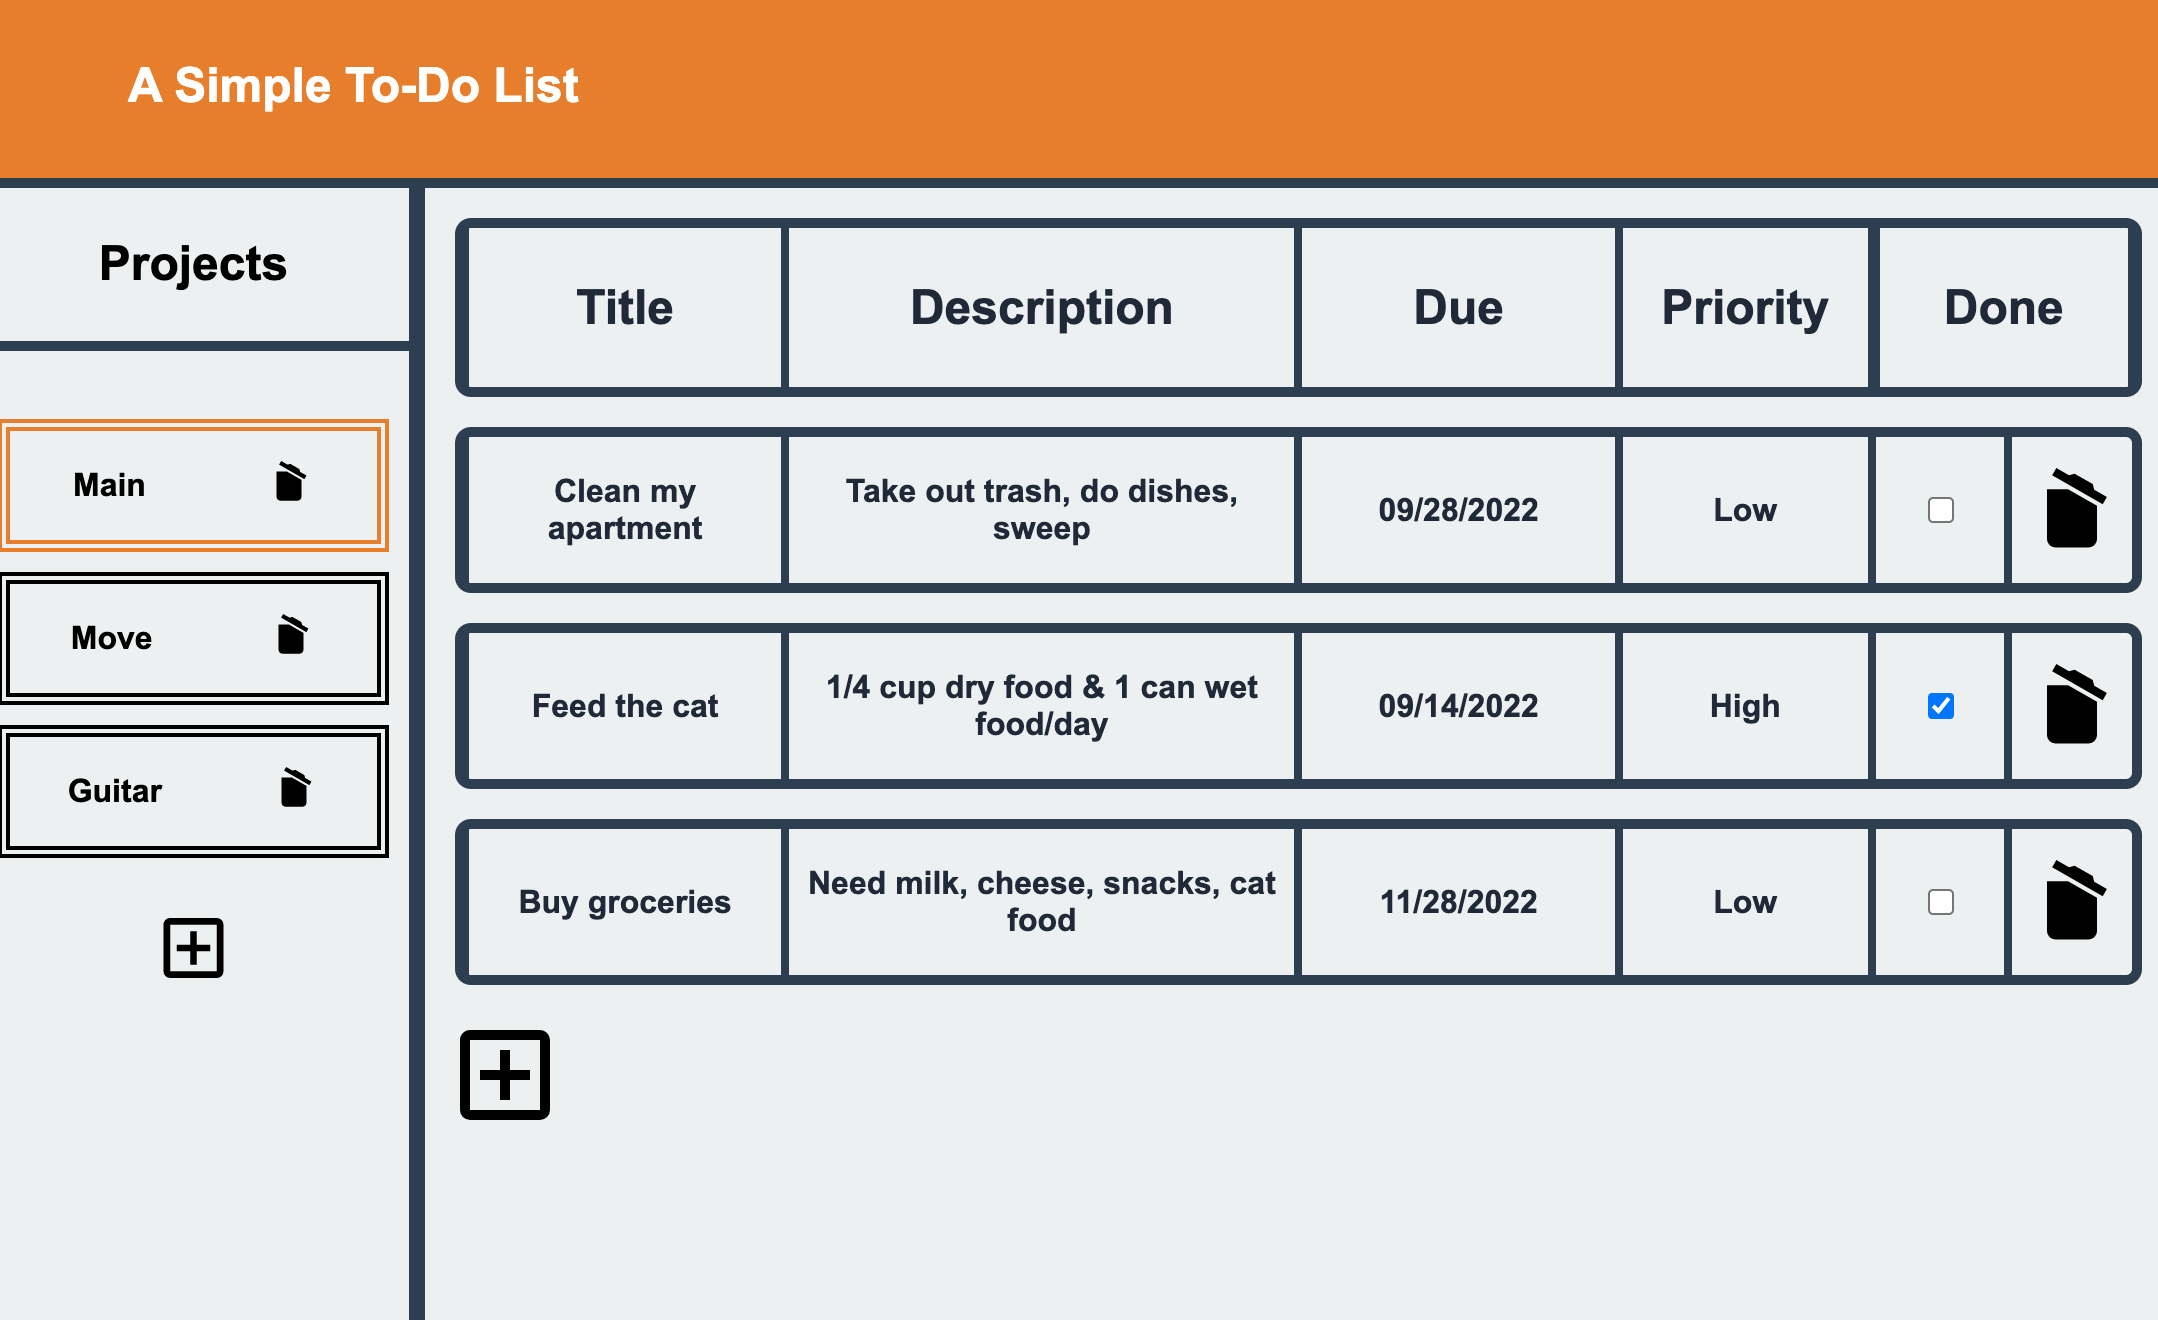 A Simple To-Do List
Projects
Main
Move
Guitar
Title
Description
Due
Priority
Done
Clean my
apartment
Take out trash, do dishes,
sweep
09/28/2022
Low
Feed the cat
1/4 cup dry food & 1 can wet
food/day
09/14/2022
High
Buy groceries
Need milk, cheese, snacks, cat
food
11/28/2022
Low